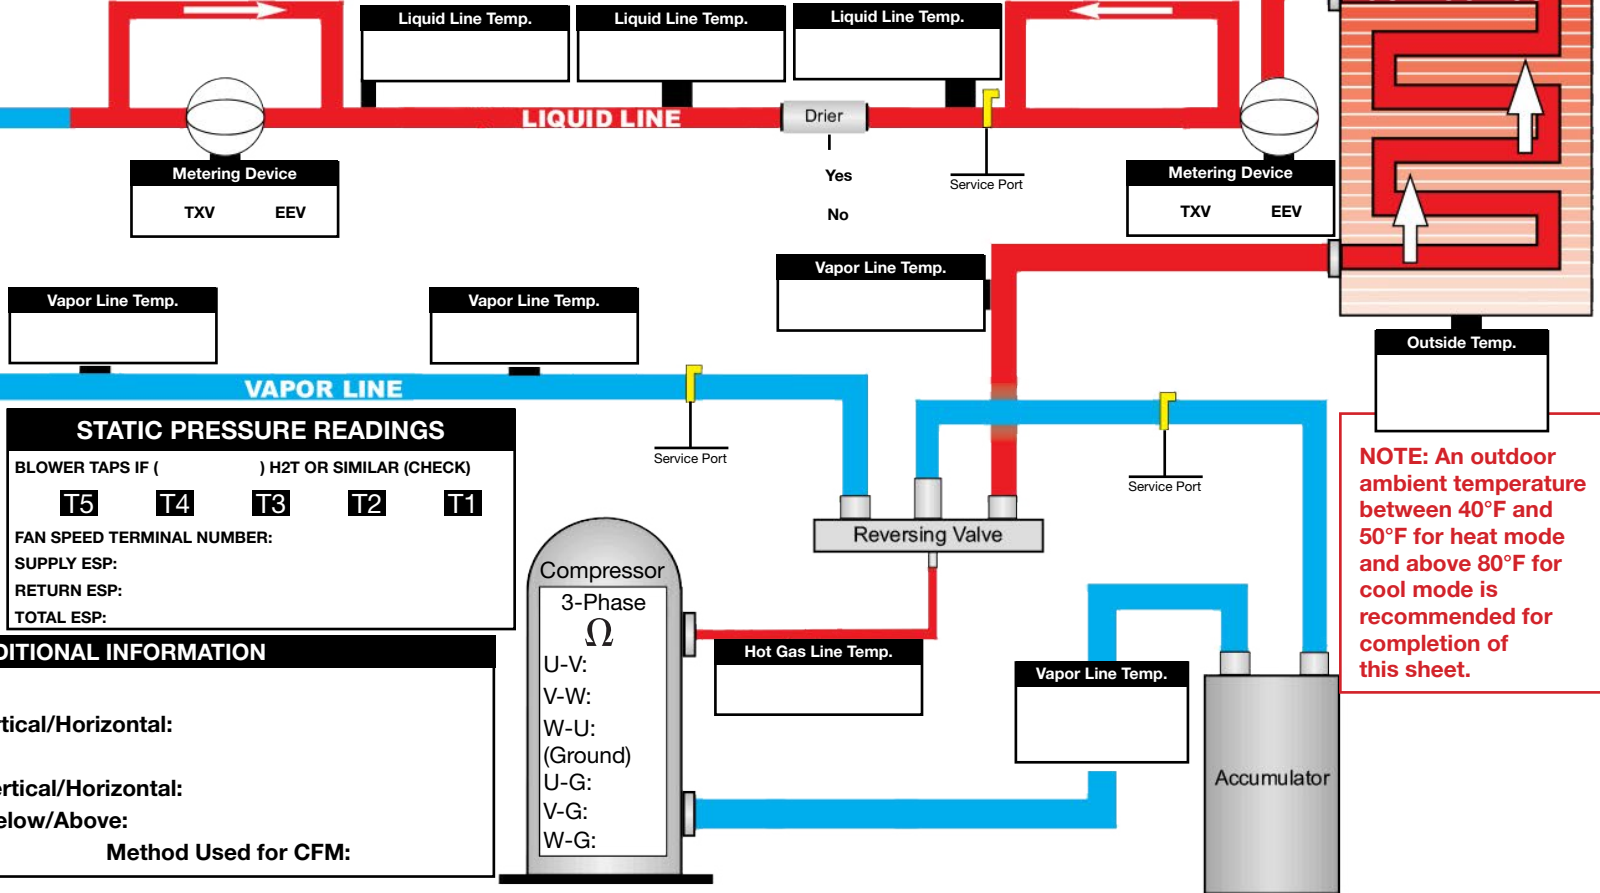 Liquid Line Temp.
Liquid Line Temp.
Liquid Line Temp.
LIQUID LINE
Drier
Yes
No
Service Port
Metering Device
TXV EEV
Metering Device
TXV EEV
Vapor Line Temp.
Vapor Line Temp.
Vapor Line Temp.
Outside Temp.
VAPOR LINE
Service Port
Service Port
STATIC PRESSURE READINGS
BLOWER TAPS IF ( ) H2T OR SIMILAR (CHECK)
T5 T4 T3 T2 T1
FAN SPEED TERMINAL NUMBER:
SUPPLY ESP:
RETURN ESP:
TOTAL ESP:
NOTE: An outdoor
ambient temperature
between 40°F and
50°F for heat mode
and above 80°F for
cool mode is
recommended for
completion of
this sheet.
Reversing Valve
Compressor
3-Phase
Ω
U-V:
V-W:
W-U:
(Ground)
U-G:
V-G:
W-G:
Hot Gas Line Temp.
Vapor Line Temp.
Accumulator
DITIONAL INFORMATION
rtical/Horizontal:
ertical/Horizontal:
elow/Above:
Method Used for CFM: